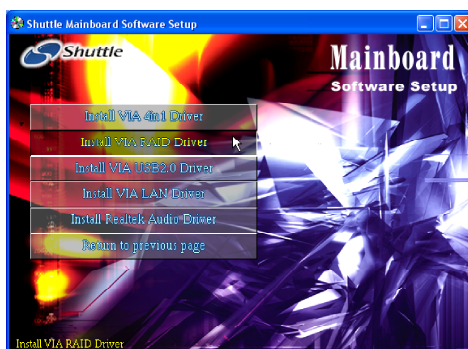 Shuttle Mainboard Software Setup
Shuttle
Mainboard
Software Setup
Install VIA 4in1 Driver
Install VIA RAID Driver
Install VIA USB2.0 Driver
Install VIA LAN Driver
Install Realtek Audio Driver
Return to previous page
Install VIA RAID Driver